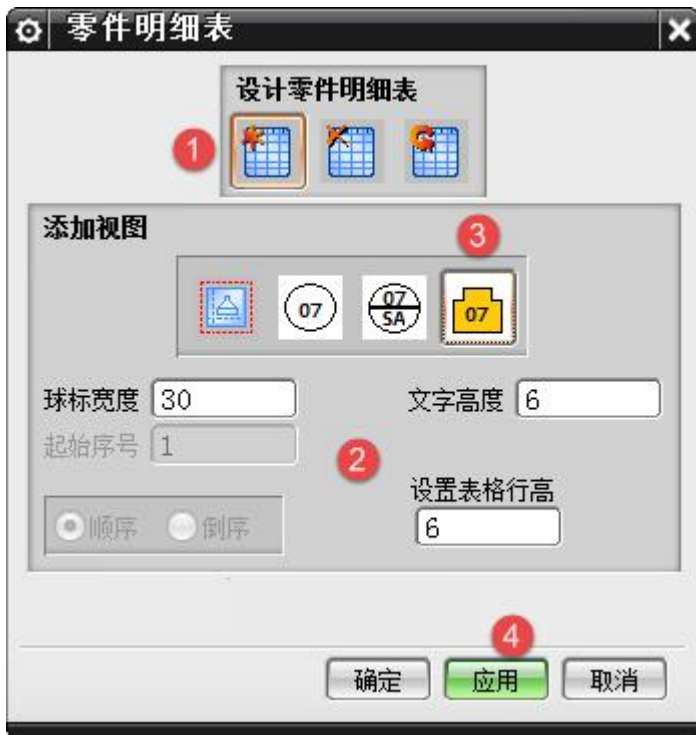 零件明细表
设计零件明细表
1
添加视图
3
07
07
SA
07
球标宽度 30
文字高度 6
起始序号 1
2
设置表格行高
顺序 倒序
6
4
确定 应用 取消